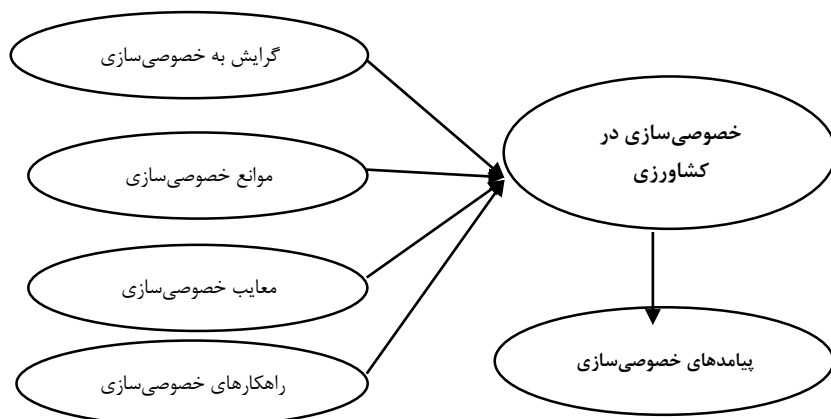 گرایش به خصوصی‌سازی
موانع خصوصی‌سازی
معایب خصوصی‌سازی
راهکارهای خصوصی‌سازی
خصوصی‌سازی در
کشاورزی
پیامدهای خصوصی‌سازی